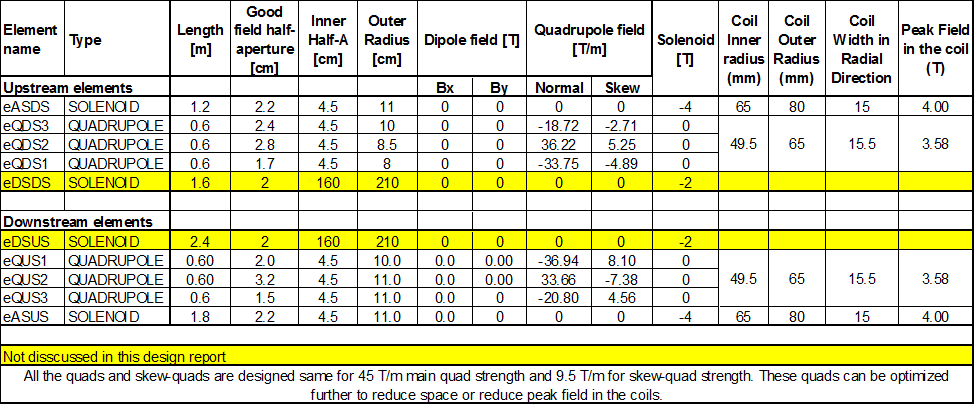 Element name Type Length [m] Good field half-aperture [cm] Inner Half-A [cm] Outer Radius [cm] Dipole field [T] Quadrupole field [T/m] Solenoid [T] Coil Inner radius (mm) Coil Outer Radius (mm) Coil Width in Radial Direction Peak Field in the coil (T)
Upstream elements Bx By Normal Skew
eASDS SOLENOID 1.2 2.2 4.5 11 0 0 0 0 -4 65 80 15 4.00
eQDS3 QUADRUPOLE 0.6 2.4 4.5 10 0 0 -18.72 -2.71 0
eQDS2 QUADRUPOLE 0.6 2.8 4.5 8.5 0 0 36.22 5.25 0 49.5 65 15.5 3.58
eQDS1 QUADRUPOLE 0.6 1.7 4.5 8 0 0 -33.75 -4.89 0
eDSDS SOLENOID 1.6 2 160 210 0 0 0 0 -2
Downstream elements
eDSUS SOLENOID 2.4 2 160 210 0 0 0 0 -2
eQUS1 QUADRUPOLE 0.60 2.0 4.5 10.0 0.0 0.00 -36.94 8.10 0
eQUS2 QUADRUPOLE 0.60 3.2 4.5 11.0 0.0 0.00 33.66 -7.38 0 49.5 65 15.5 3.58
eQUS3 QUADRUPOLE 0.6 1.5 4.5 11.0 0.0 0 -20.80 4.56 0
eASUS SOLENOID 1.8 2.2 4.5 11.0 0.0 0 0 0 -4 65 80 15 4.00
Not disscussed in this design report
All the quads and skew-quads are designed same for 45 T/m main quad strength and 9.5 T/m for skew-quad strength. These quads can be optimized
further to reduce space or reduce peak field in the coils.